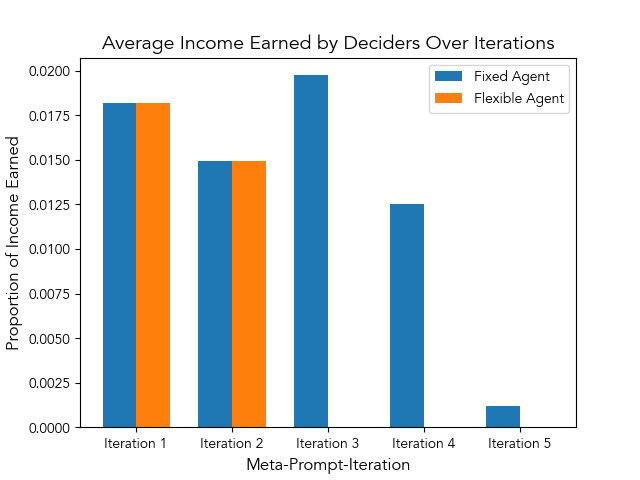 Average Income Earned by Deciders Over Iterations
Fixed Agent
Flexible Agent
Proportion of Income Earned
0.0200
0.0175
0.0150
0.0125
0.0100
0.0075
0.0050
0.0025
0.0000
Iteration 1 Iteration 2 Iteration 3 Iteration 4 Iteration 5
Meta-Prompt-Iteration